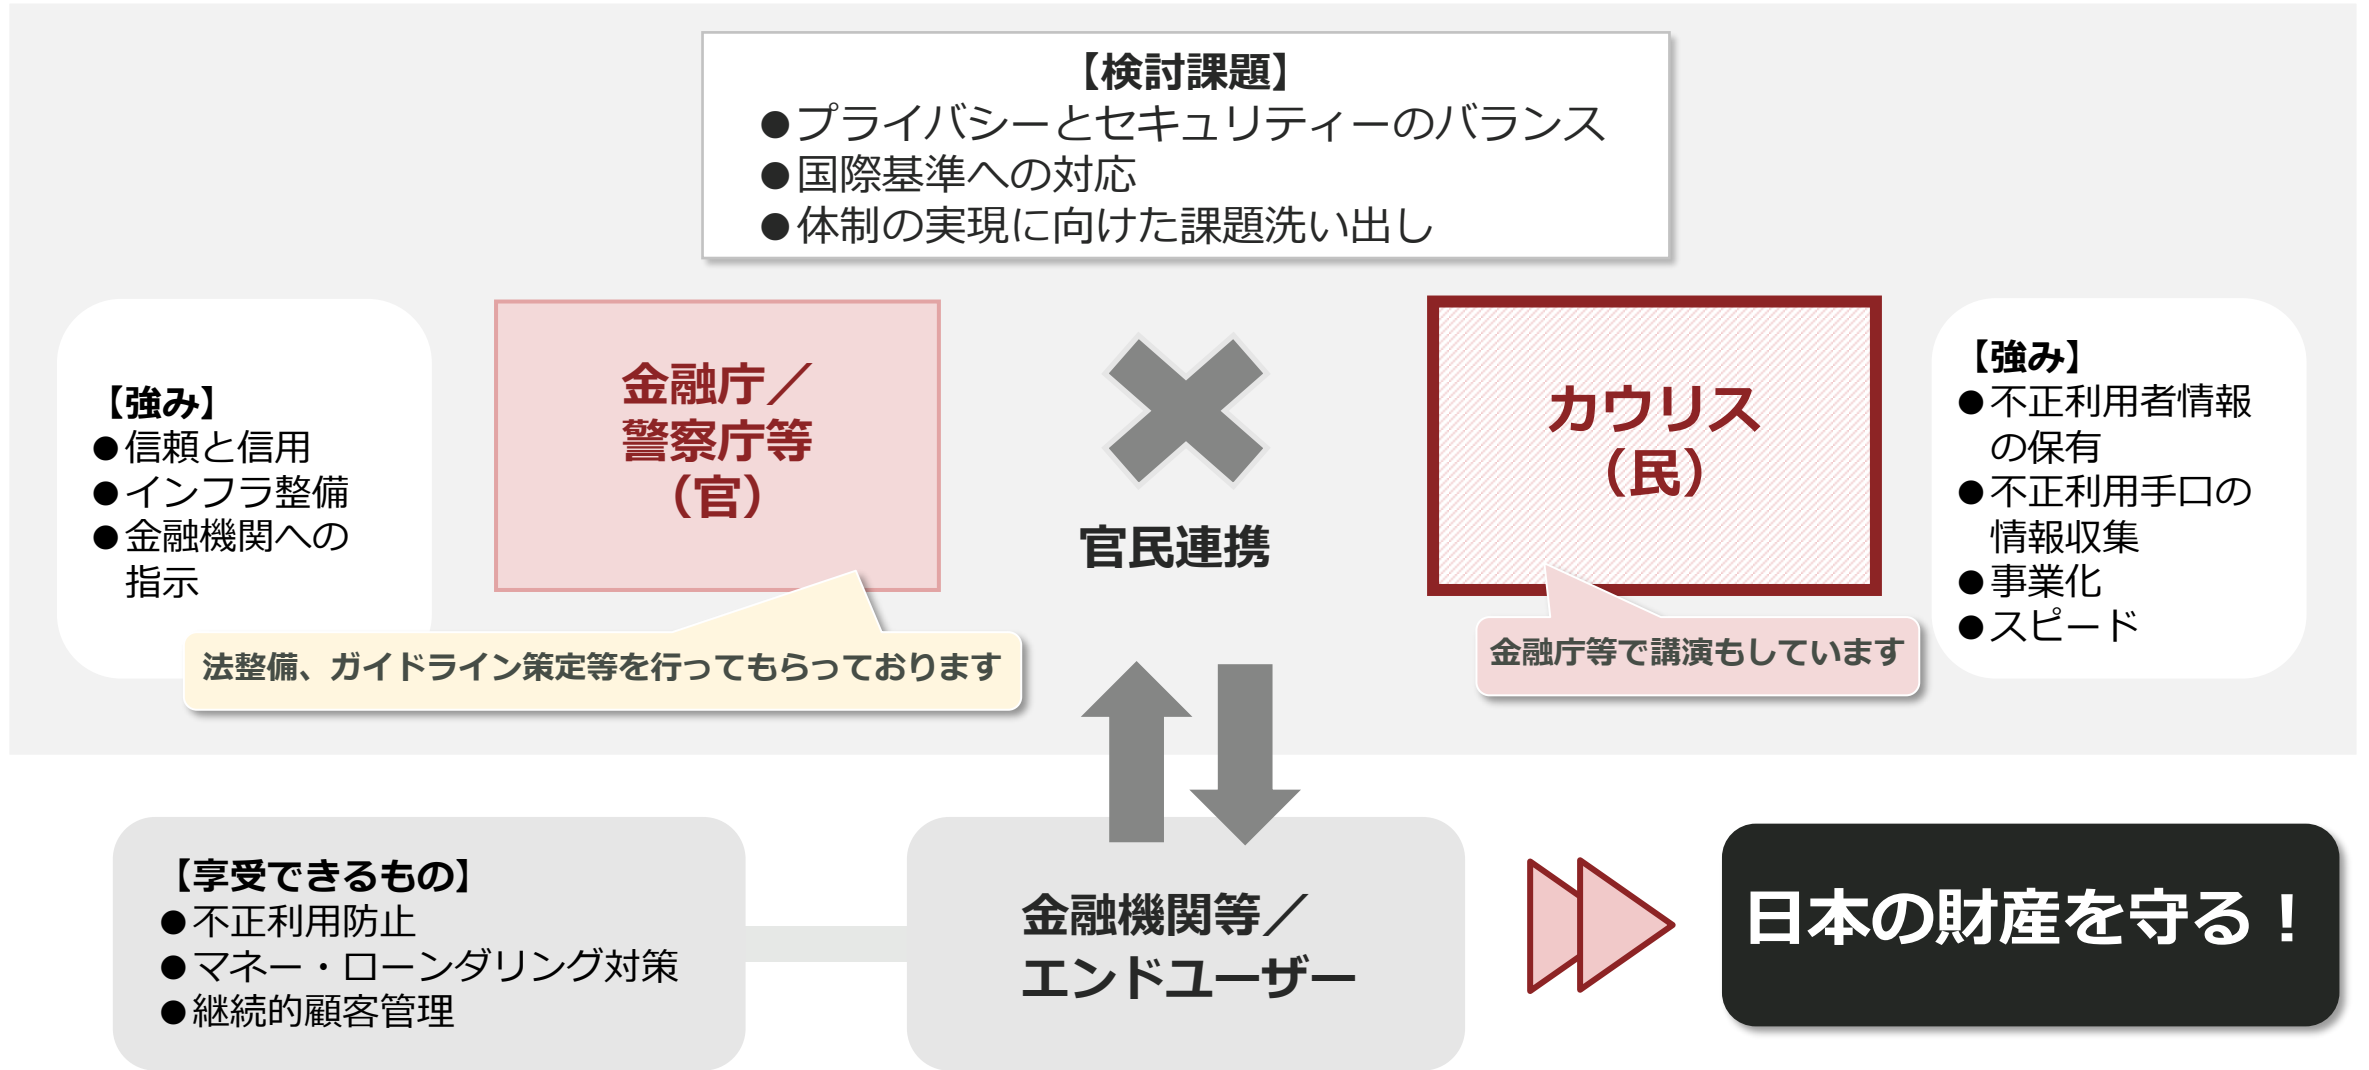 【検討課題】
●プライバシーとセキュリティーのバランス
●国際基準への対応
●体制の実現に向けた課題洗い出し
【強み】
●信頼と信用
●インフラ整備
●金融機関への
指示
金融庁／
警察庁等
（官）
官民連携
カウリス
（民）
【強み】
●不正利用者情報
の保有
●不正利用手口の
情報収集
●事業化
●スピード
法整備、ガイドライン策定等を行ってもらっております
金融庁等で講演もしています
【享受できるもの】
●不正利用防止
●マネー・ローンダリング対策
●継続的顧客管理
金融機関等／
エンドユーザー
日本の財産を守る！